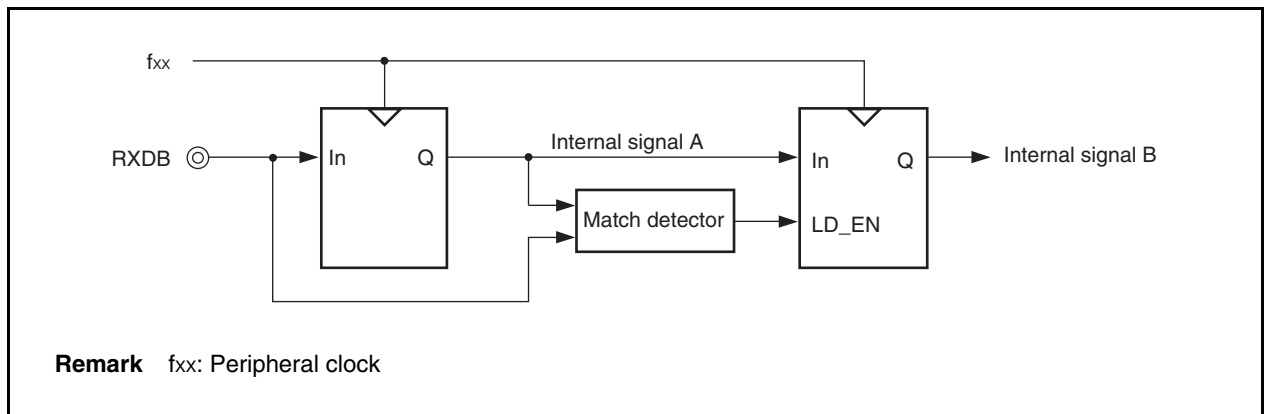 fxx
RXDB
In
Q
Internal signal A
Match detector
In
Q
LD_EN
Internal signal B
Remark fxx: Peripheral clock